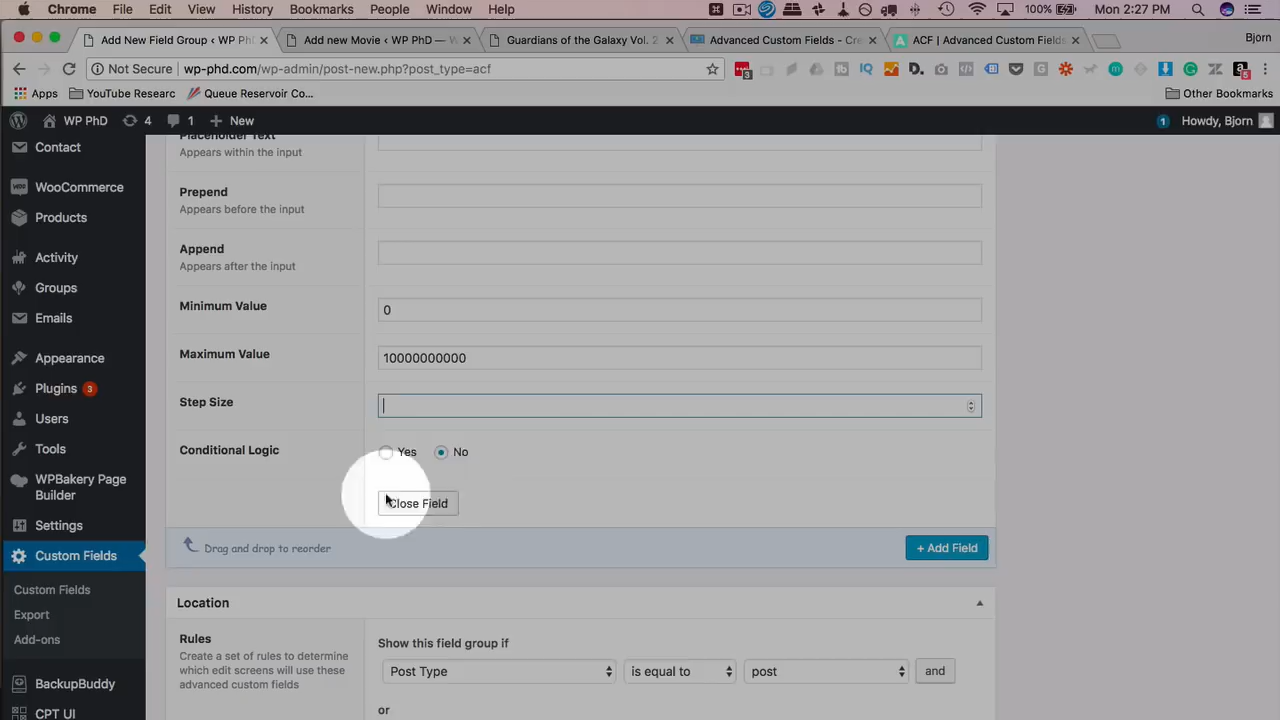 Chrome File Edit View History Bookmarks People Window Help 100% Mon 2:27 PM
Add New Field Group ‹ WP PhD Add new Movie ‹ WP PhD — W Guardians of the Galaxy Vol. 2 Advanced Custom Fields - Cre ACF | Advanced Custom Fields Bjorn
Not Secure | wp-phd.com/wp-admin/post-new.php?post_type=acf
Apps YouTube Researc Queue Reservoir Co... Other Bookmarks
WP PhD 4 1 + New 1 Howdy, Bjorn
Contact
WooCommerce
Products
Activity
Groups
Emails
Appearance
Plugins 3
Users
Tools
WPBakery Page
Builder
Settings
Custom Fields
Custom Fields
Export
Add-ons
BackupBuddy
CPT UI
Placeholder Text
Appears within the input
Prepend
Appears before the input
Append
Appears after the input
Minimum Value
0
Maximum Value
10000000000
Step Size
Conditional Logic
Yes No
Close Field
Drag and drop to reorder
+ Add Field
Location
Rules
Create a set of rules to determine
which edit screens will use these
advanced custom fields
Show this field group if
Post Type is equal to post and
or